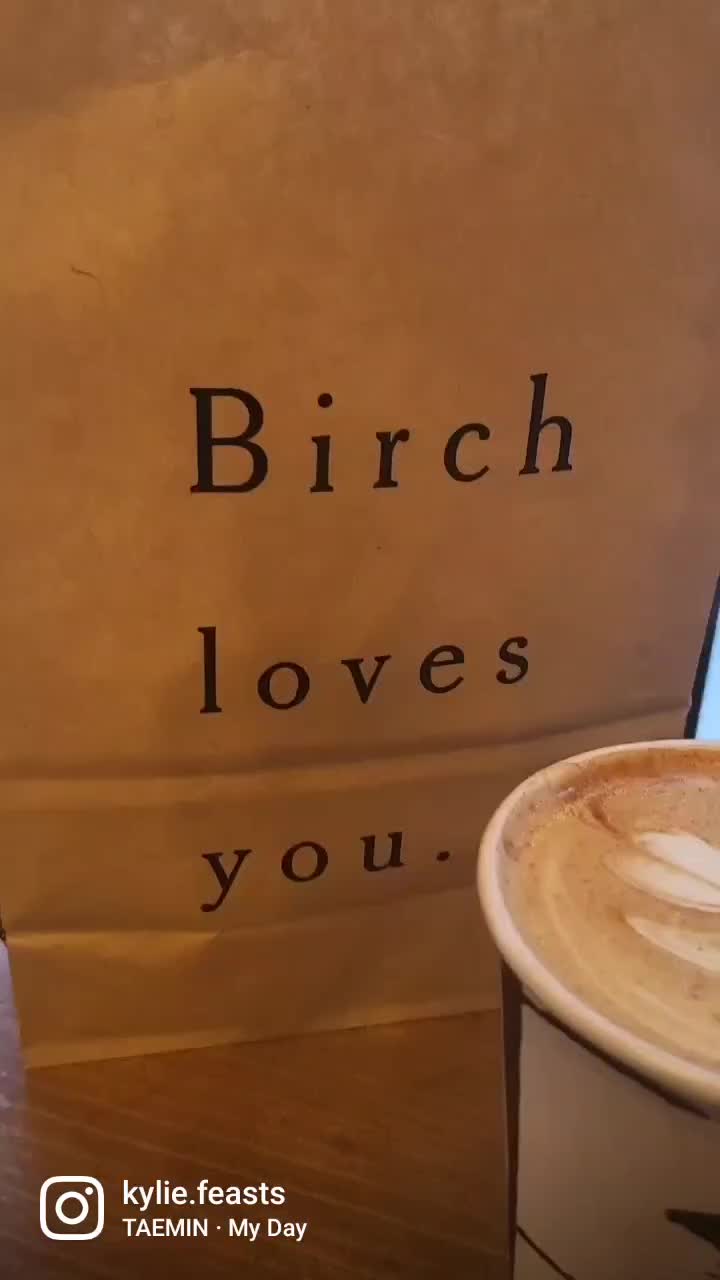 Birch
loves
you.
kylie.feasts
TAEMIN · My Day